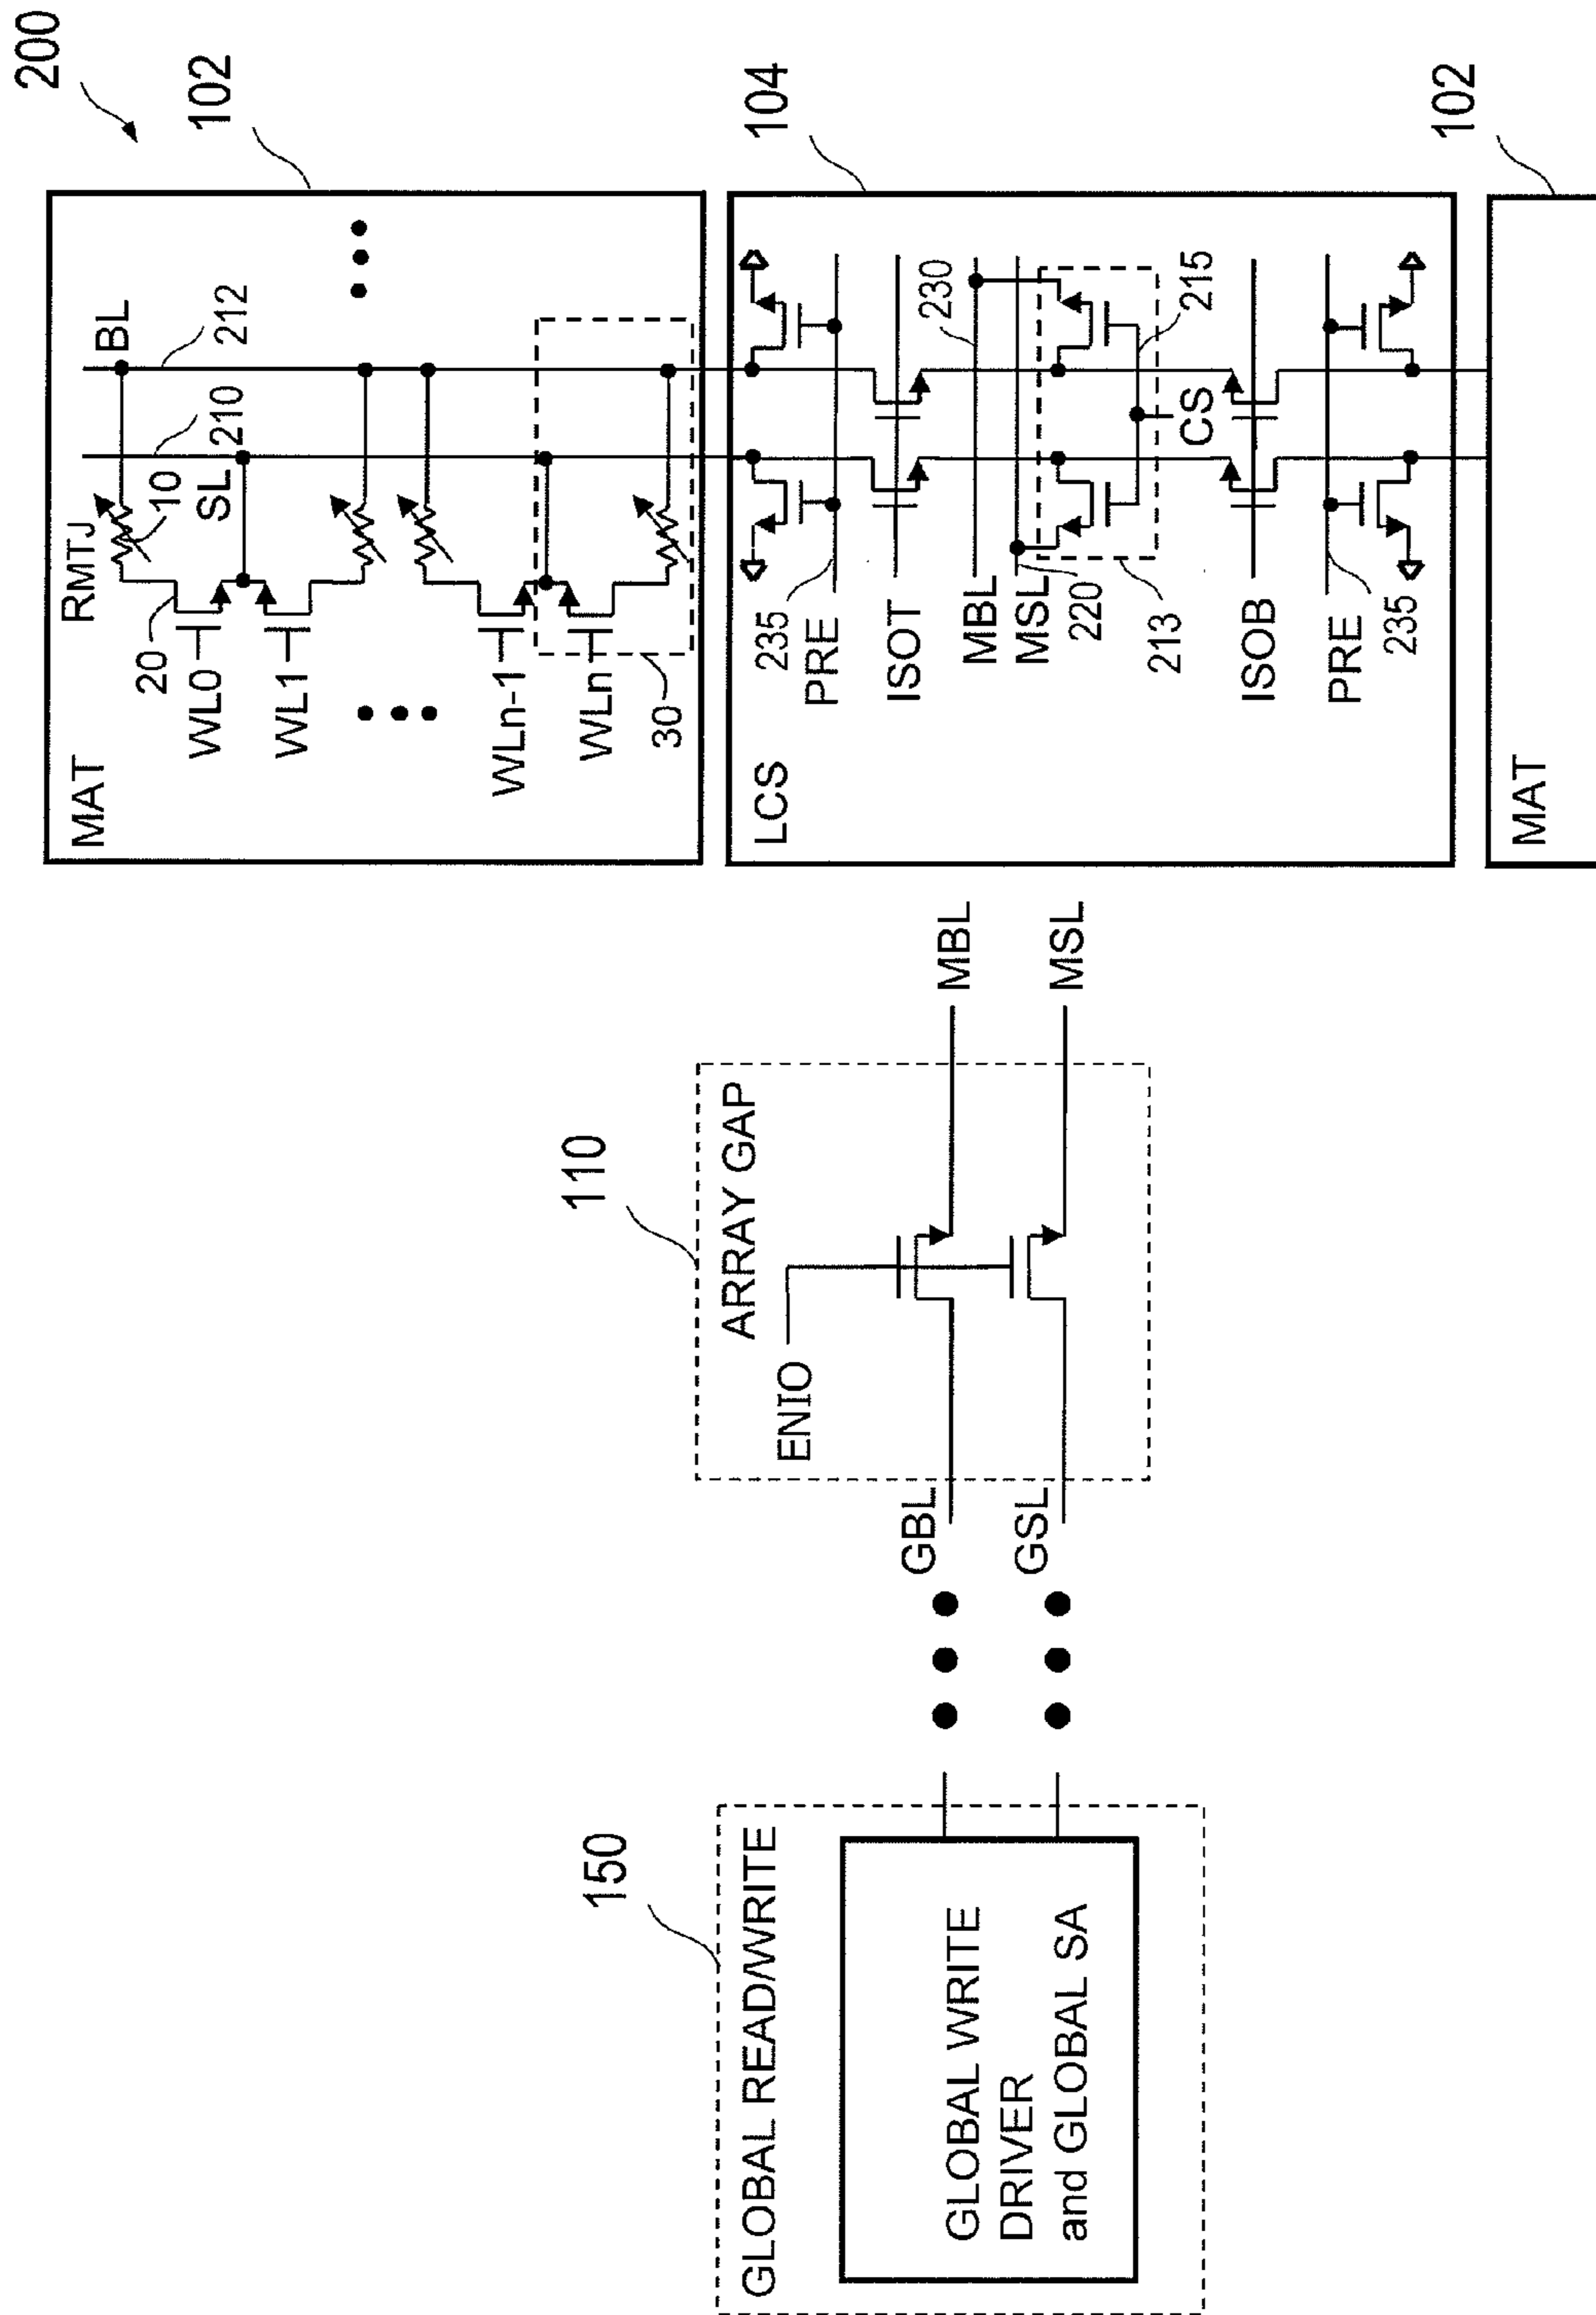 200
102
MAT
RMTJ
10
BL
212
SL
210
20
WL0
WL1
WLn-1
WLn
30
104
LCS
235
PRE
ISOT
230
MBL
MSL
220
213
215
CS
ISOB
PRE
235
102
MAT
110
ARRAY GAP
ENIO
GBL
MBL
GSL
MSL
150
GLOBAL READ/WRITE
GLOBAL WRITE
DRIVER
and GLOBAL SA